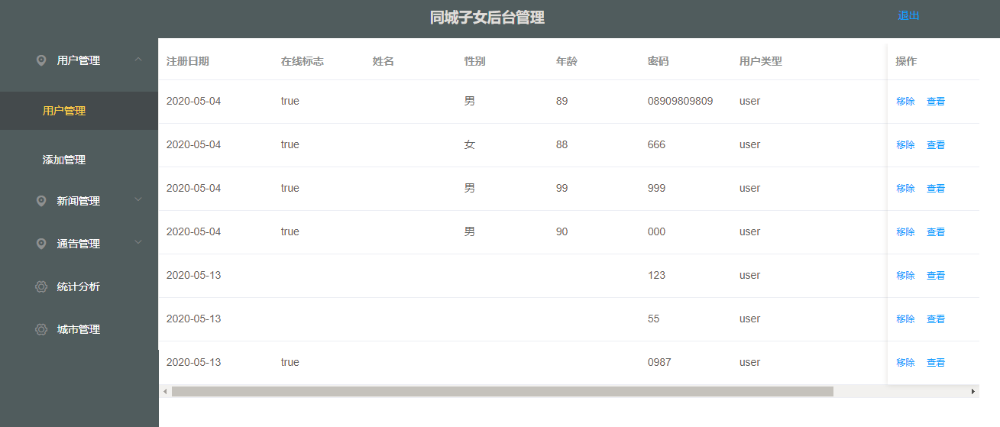 同城子女后台管理
退出
用户管理
用户管理
添加管理
新闻管理
通告管理
统计分析
城市管理
注册日期 在线标志 姓名 性别 年龄 密码 用户类型 操作
2020-05-04 true 男 89 08909809809 user 移除 查看
2020-05-04 true 女 88 666 user 移除 查看
2020-05-04 true 男 99 999 user 移除 查看
2020-05-04 true 男 90 000 user 移除 查看
2020-05-13 123 user 移除 查看
2020-05-13 55 user 移除 查看
2020-05-13 true 0987 user 移除 查看